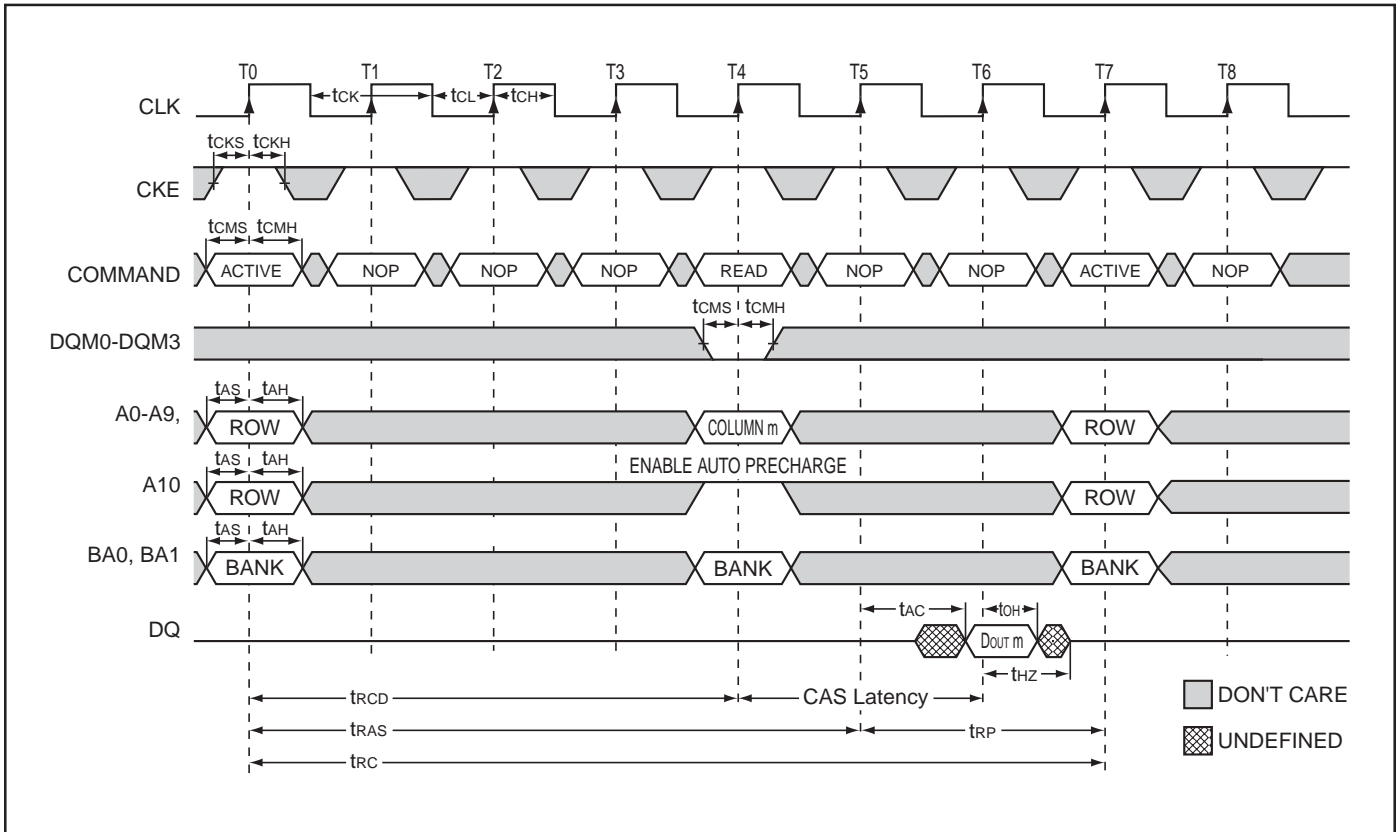 T0 T1 T2 T3 T4 T5 T6 T7 T8
CLK tCK tCL tCH
tCKS tCKH
CKE
tCMS tCMH
COMMAND ACTIVE NOP NOP NOP READ NOP NOP ACTIVE NOP
tCMS tCMH
DQM0-DQM3
tAS tAH
A0-A9, ROW COLUMN m ROW
tAS tAH ENABLE AUTO PRECHARGE
A10 ROW ROW
tAS tAH
BA0, BA1 BANK BANK BANK
tAC tOH
DQ DOUT m
tHZ
tRCD CAS Latency DON'T CARE
tRAS tRP UNDEFINED
tRC